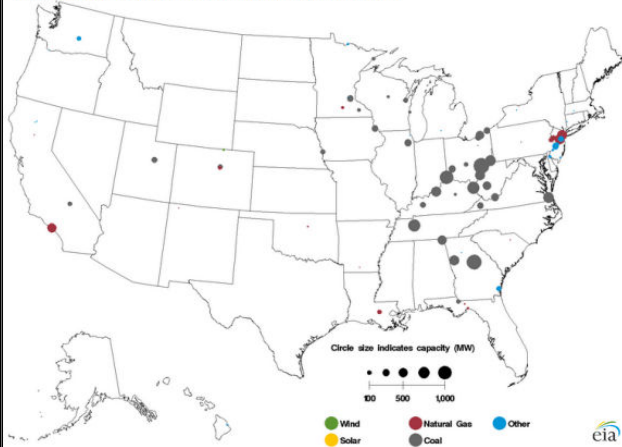 Circle size indicates capacity (MW)
100 500 1,000
Wind Natural Gas Other
Solar Coal
eia